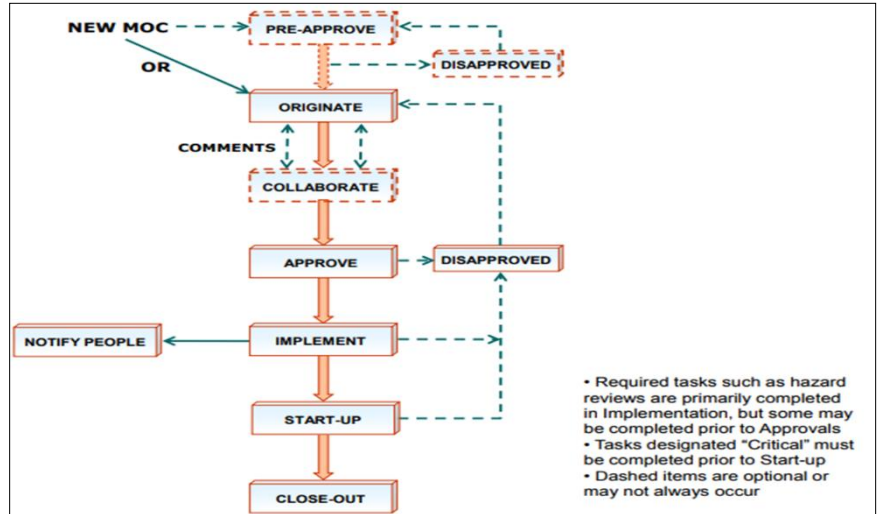 NEW MOC
PRE-APPROVE
OR
DISAPPROVED
ORIGINATE
COMMENTS
COLLABORATE
APPROVE
DISAPPROVED
NOTIFY PEOPLE
IMPLEMENT
START-UP
CLOSE-OUT
• Required tasks such as hazard
reviews are primarily completed
in Implementation, but some may
be completed prior to Approvals
• Tasks designated “Critical” must
be completed prior to Start-up
• Dashed items are optional or
may not always occur